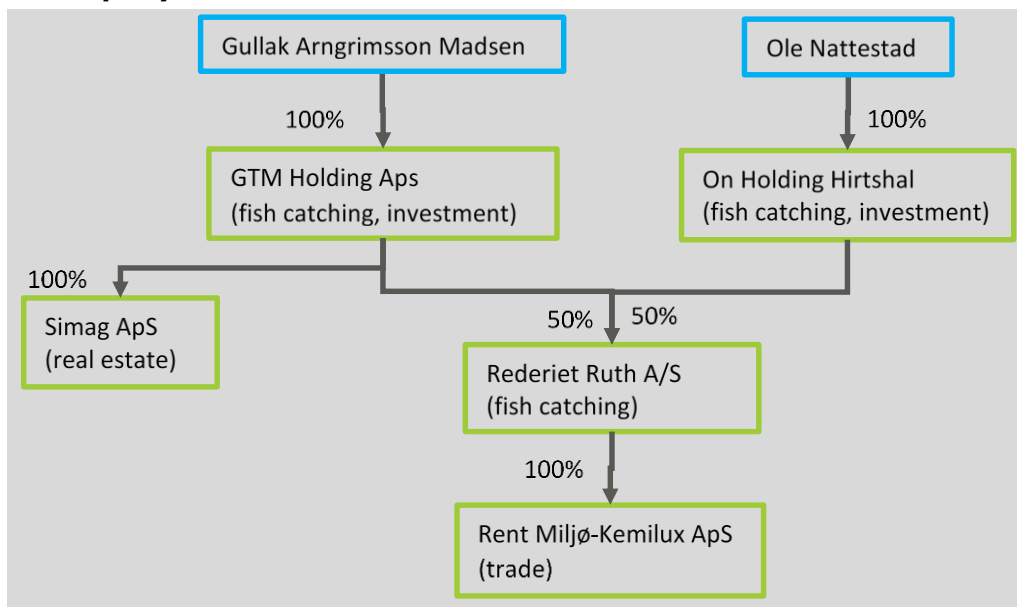 Gullak Arngrimsson Madsen
Ole Nattestad
100%
100%
GTM Holding Aps
(fish catching, investment)
On Holding Hirtshal
(fish catching, investment)
100%
Simag ApS
(real estate)
50%
50%
Rederiet Ruth A/S
(fish catching)
100%
Rent Miljø-Kemilux ApS
(trade)